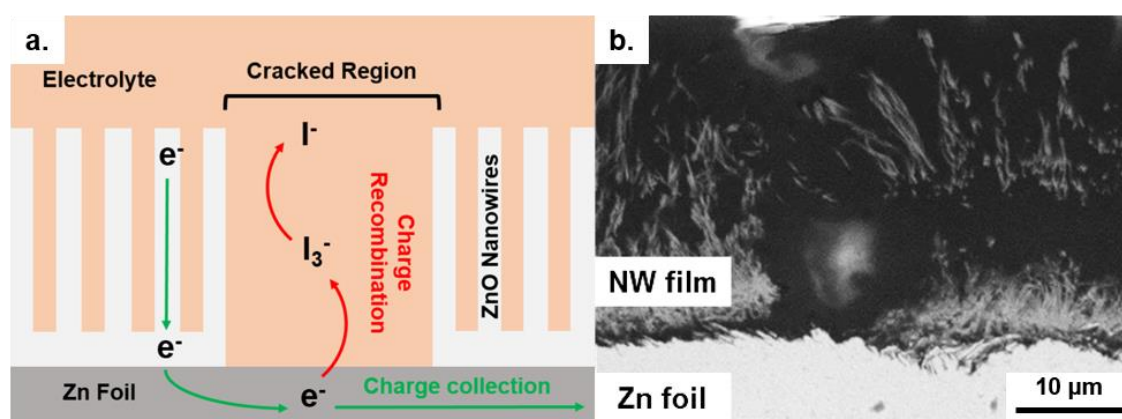 a.
Electrolyte
Cracked Region
I⁻
e⁻
I₃⁻
Charge
Recombination
ZnO Nanowires
e⁻
Zn Foil
e⁻
Charge collection
b.
NW film
Zn foil
10 µm